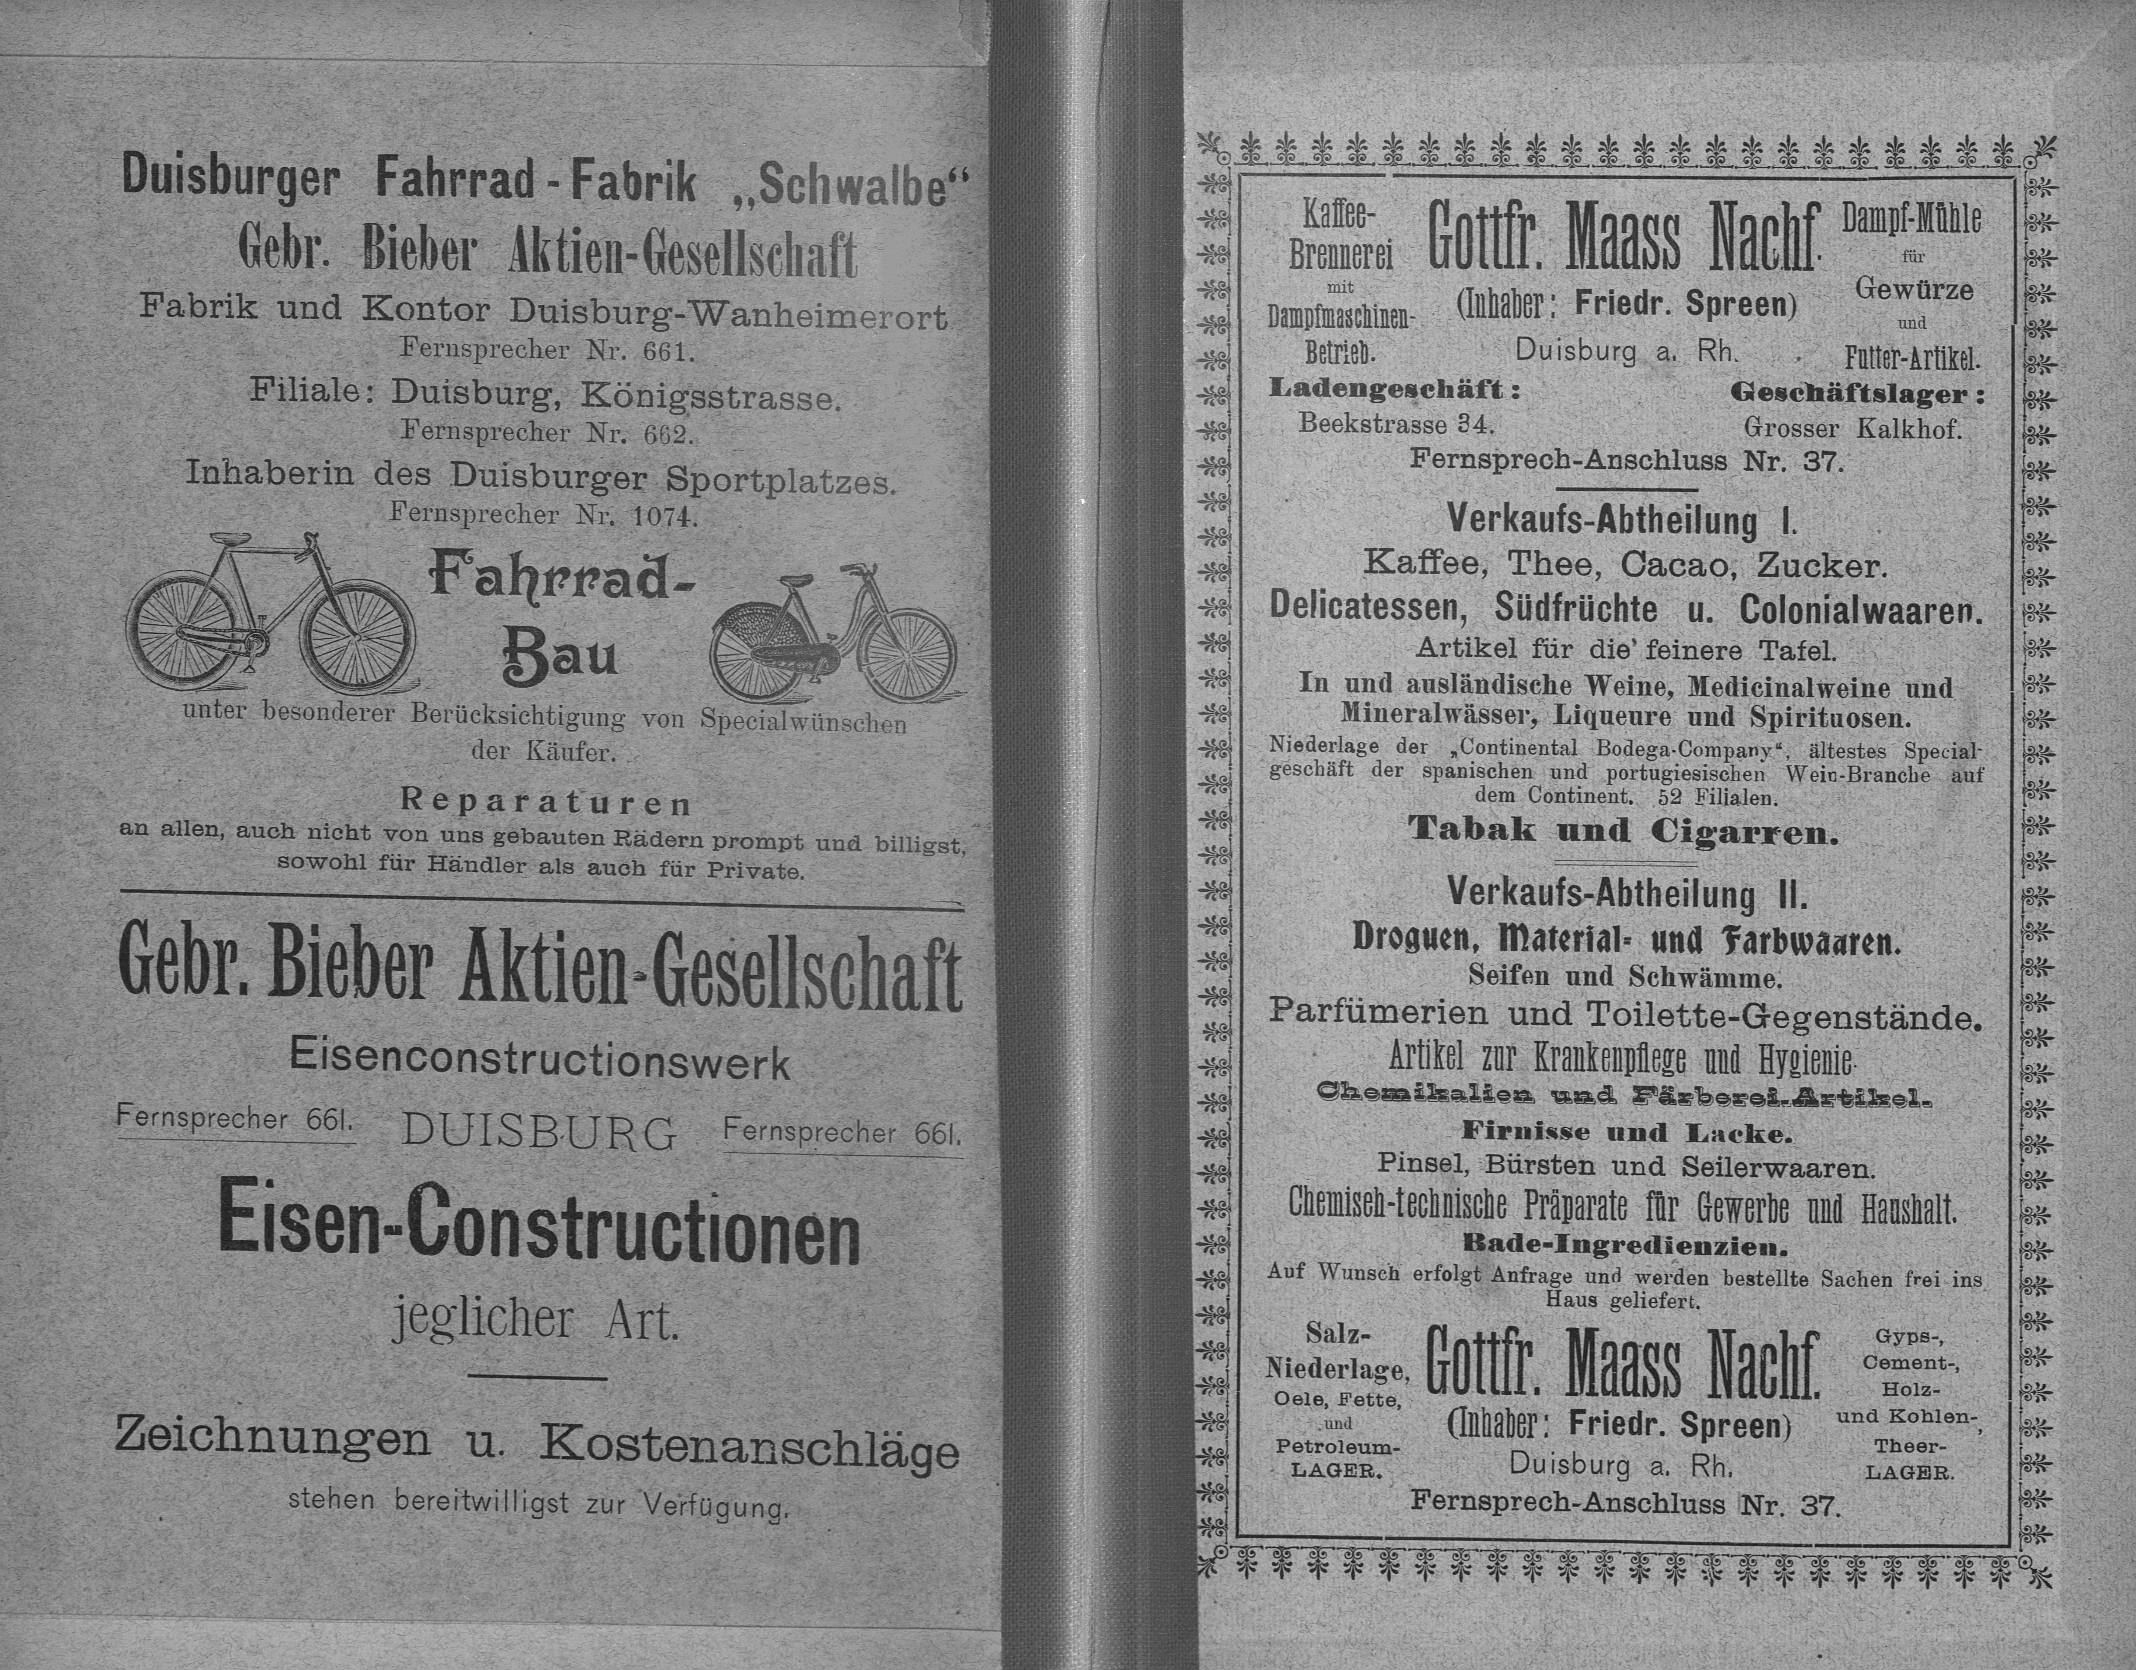 Duisburger Fahrrad-Fabrik „Schwalbe“
Gebr. Bieber Aktien-Gesellschaft
Fabrik und Kontor Duisburg-Wanheimerort
Fernsprecher Nr. 661.
Filiale: Duisburg, Königsstrasse.
Fernsprecher Nr. 662.
Inhaberin des Duisburger Sportplatzes.
Fernsprecher Nr. 1074.
Fahrrad-
Bau
unter besonderer Berücksichtigung von Specialwünschen
der Käufer.
Reparaturen
an allen, auch nicht von uns gebauten Rädern prompt und billigst,
sowohl für Händler als auch für Private.
Gebr. Bieber Aktien-Gesellschaft
Eisenconstructionswerk
Fernsprecher 661. DUISBURG Fernsprecher 661.
Eisen-Constructionen
jeglicher Art.
Zeichnungen u. Kostenanschläge
stehen bereitwilligst zur Verfügung.
Kaffee-
Brennerei
mit
Dampfmaschinen-
Betrieb.
Gottfr. Maass Nachf.
(Inhaber: Friedr. Spreen)
Duisburg a. Rh.
Dampf-Mühle
für
Gewürze
und
Futter-Artikel.
Ladengeschäft: Geschäftslager:
Beekstrasse 34. Grosser Kalkhof.
Fernsprech-Anschluss Nr. 37.
Verkaufs-Abtheilung I.
Kaffee, Thee, Cacao, Zucker.
Delicatessen, Südfrüchte u. Colonialwaaren.
Artikel für die feinere Tafel.
In und ausländische Weine, Medicinalweine und
Mineralwässer, Liqueure und Spirituosen.
Niederlage der „Continental Bodega-Company“, ältestes Special-
geschäft der spanischen und portugiesischen Wein-Branche auf
dem Continent. 52 Filialen.
Tabak und Cigarren.
Verkaufs-Abtheilung II.
Droguen, Material- und Farbwaaren.
Seifen und Schwämme.
Parfümerien und Toilette-Gegenstände.
Artikel zur Krankenpflege und Hygienie.
Chemikalien und Färberei-Artikel.
Firnisse und Lacke.
Pinsel, Bürsten und Seilerwaaren.
Chemiseh-technische Präparate für Gewerbe und Haushalt.
Bade-Ingredienzien.
Auf Wunsch erfolgt Anfrage und werden bestellte Sachen frei ins
Haus geliefert.
Salz-
Niederlage,
Oele, Fette,
und
Petroleum-
LAGER.
Gottfr. Maass Nachf.
(Inhaber: Friedr. Spreen)
Duisburg a. Rh.
Gyps-,
Cement-,
Holz-
und Kohlen-,
Theer-
LAGER.
Fernsprech-Anschluss Nr. 37.